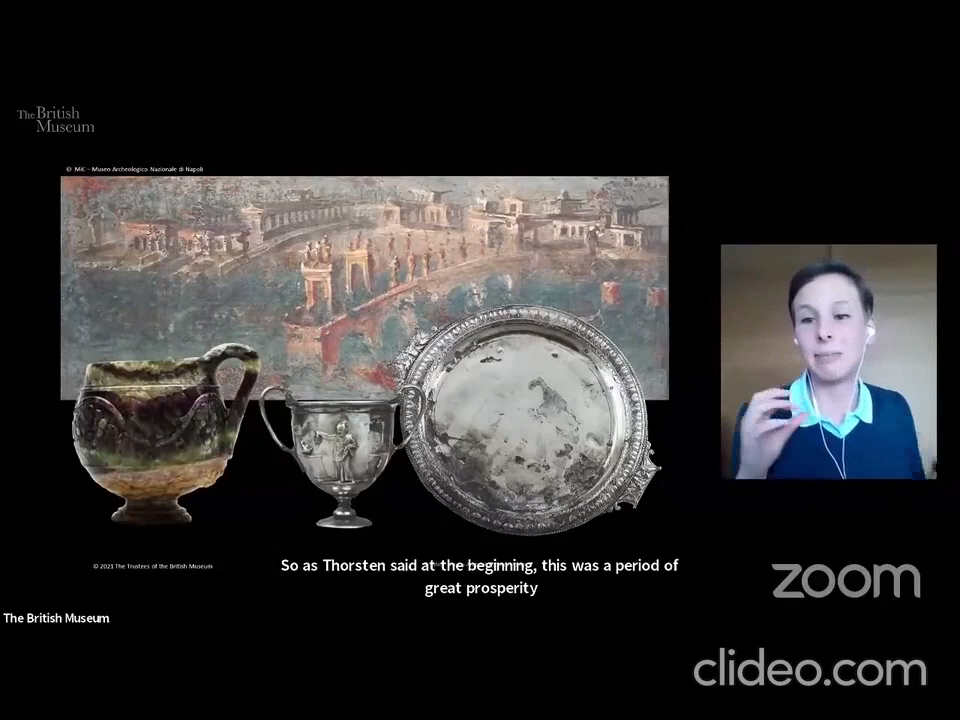 The British
Museum
© MiC – Museo Archeologico Nazionale di Napoli
© 2021 The Trustees of the British Museum
So as Thorsten said at the beginning, this was a period of
great prosperity
The British Museum
zoom
clideo.com